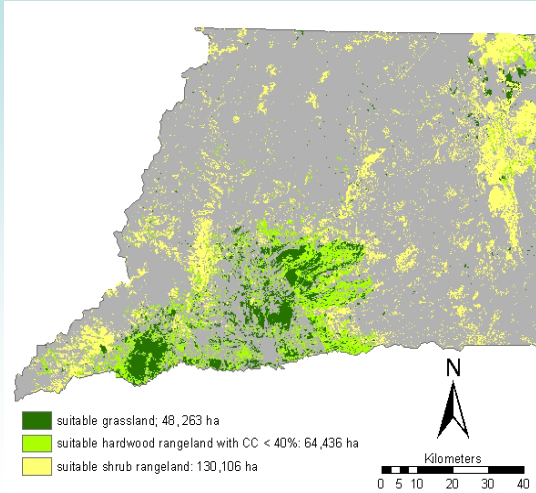 N
suitable grassland; 48,263 ha
suitable hardwood rangeland with CC < 40%: 64,436 ha
suitable shrub rangeland: 130,106 ha
Kilometers
0 5 10 20 30 40